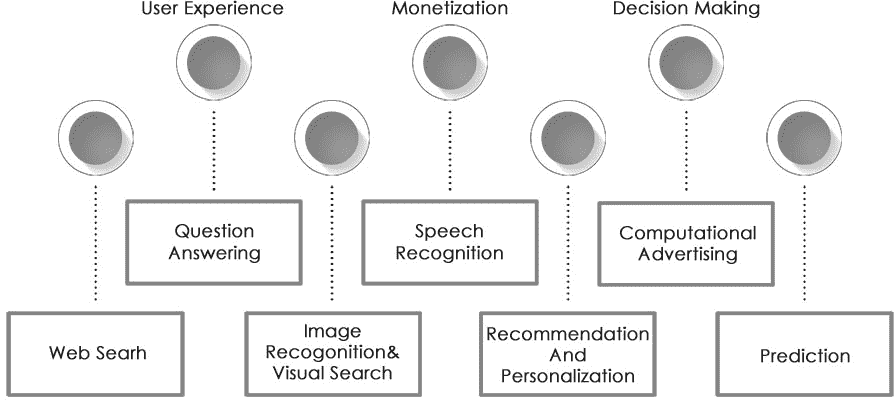 User Experience
Monetization
Decision Making
Question
Answering
Speech
Recognition
Computational
Advertising
Web Searh
Image
Recogonition&
Visual Search
Recommendation
And
Personalization
Prediction